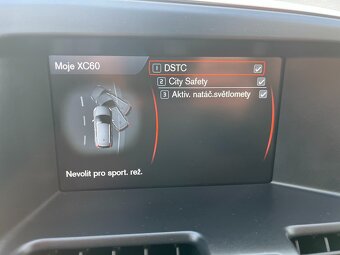 Moje XC60
1 DSTC
2 City Safety
3 Aktiv. natáč.světlomety
Nevolit pro sport. rež.